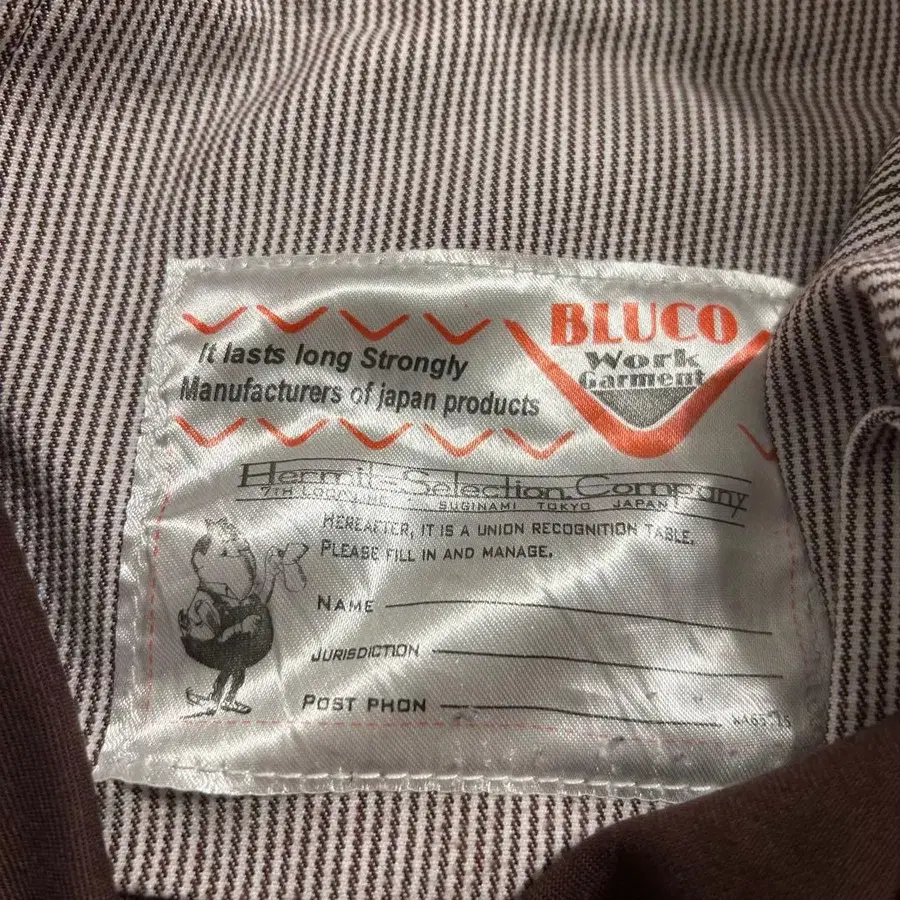 BLUCO
Work
Garment
It lasts long Strongly
Manufacturers of japan products
Hermit-Selection.Company
SUGINAMI TOKYO JAPAN
HEREAFTER, IT IS A UNION RECOGNITION TABLE.
PLEASE FILL IN AND MANAGE.
NAME
JURISDICTION
POST PHON